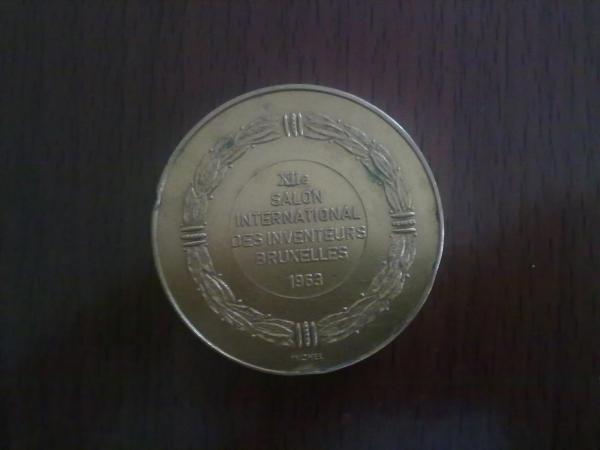 XIIe
SALON
INTERNATIONAL
DES INVENTEURS
BRUXELLES
1963